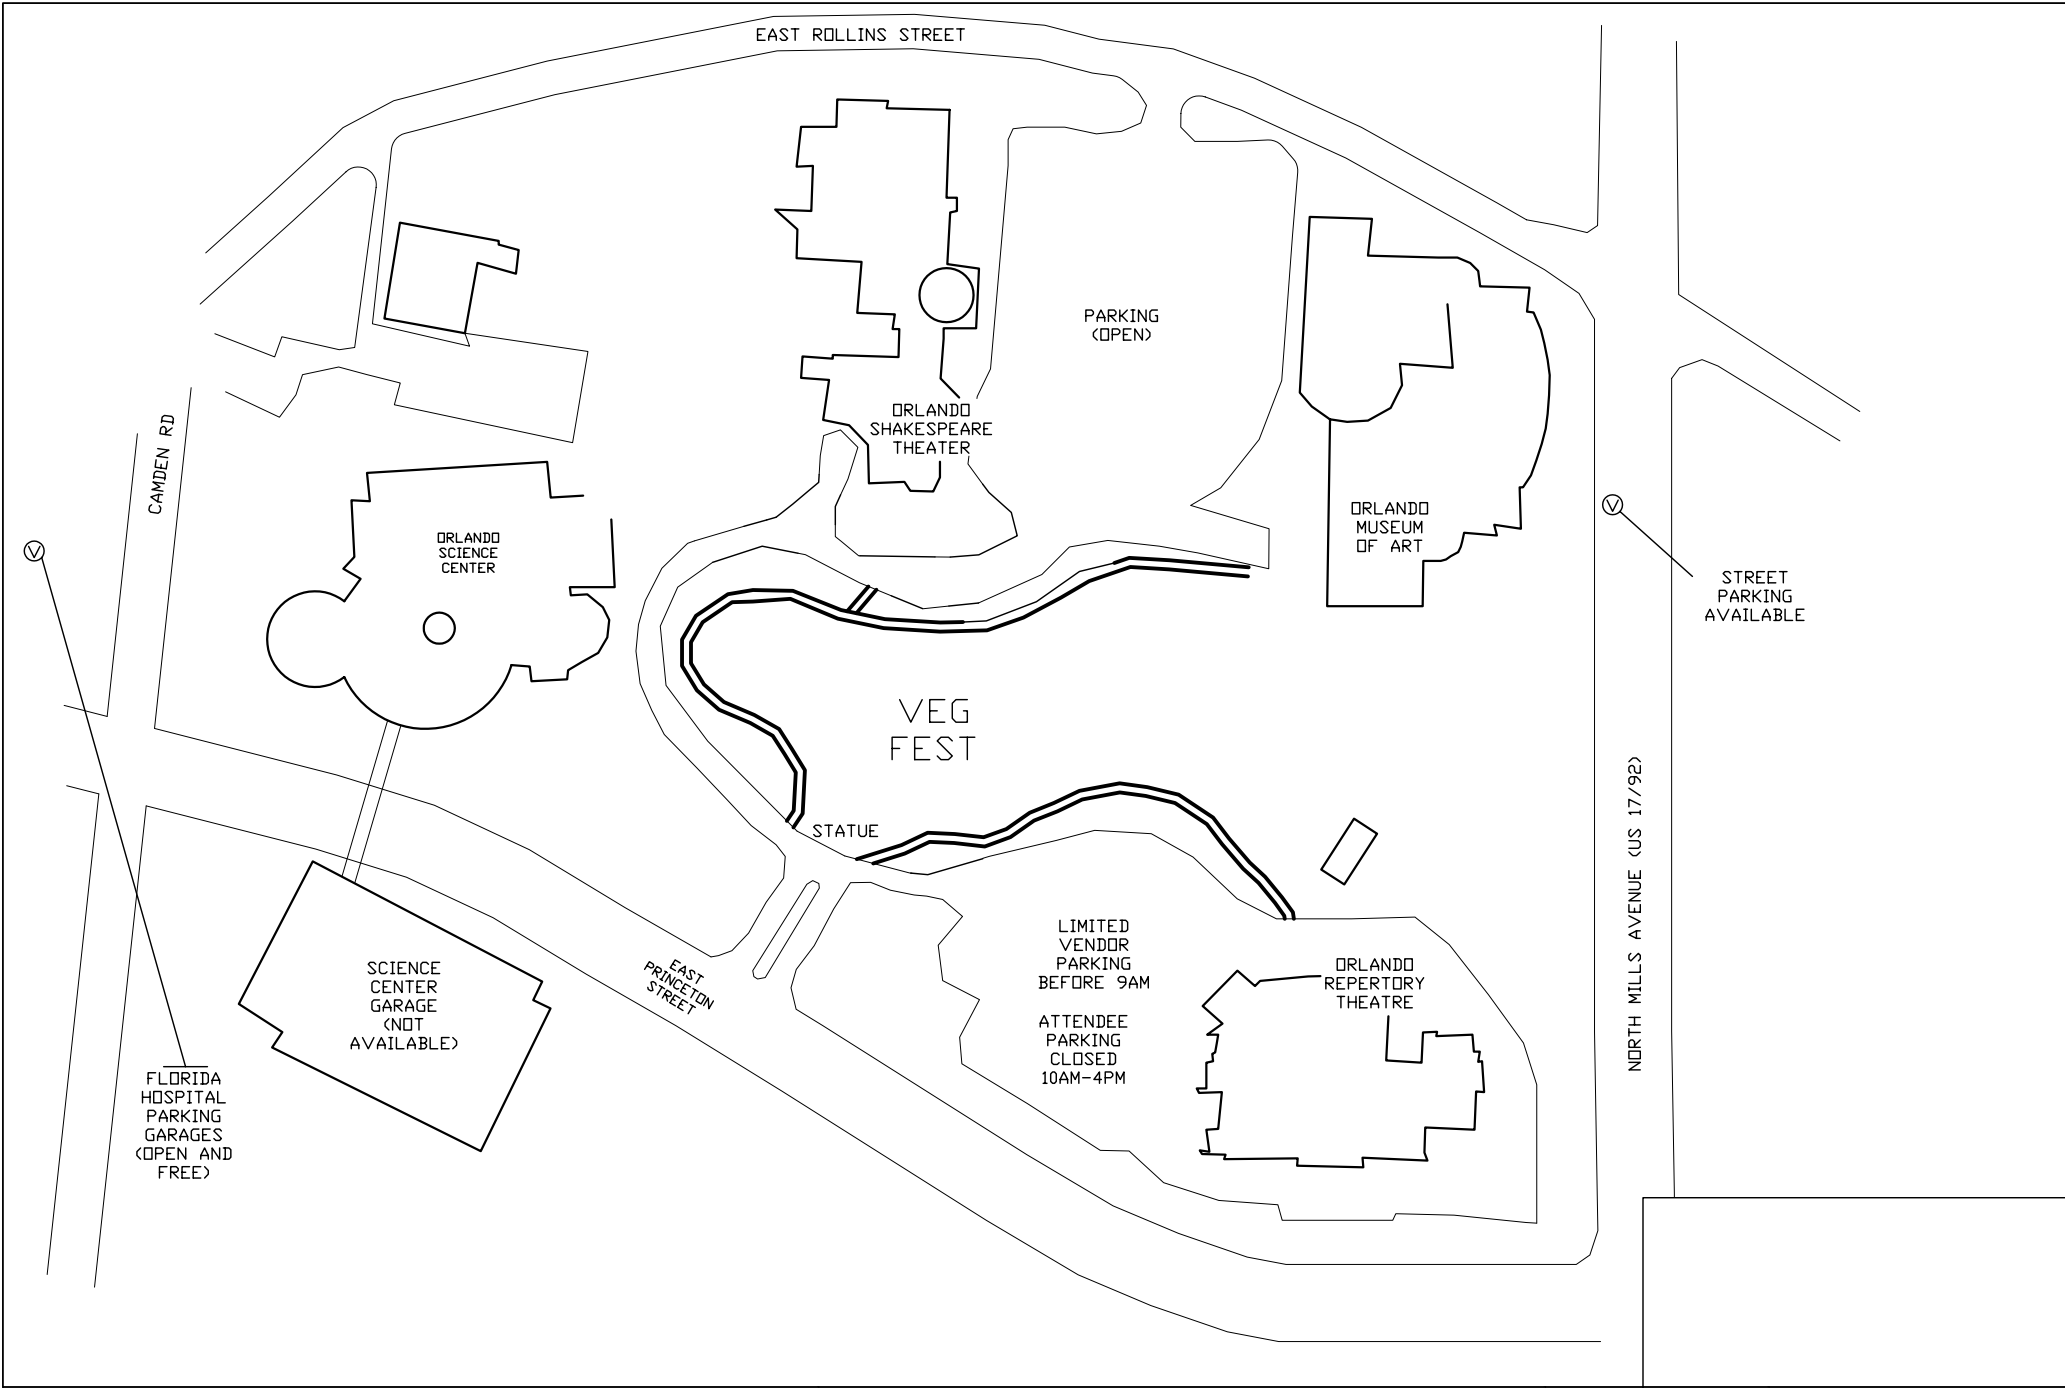 EAST ROLLINS STREET
PARKING
(OPEN)
ORLANDO
SHAKESPEARE
THEATER
CAMDEN RD
ORLANDO
SCIENCE
CENTER
ORLANDO
MUSEUM
OF ART
V
V
STREET
PARKING
AVAILABLE
VEG
FEST
STATUE
NORTH MILLS AVENUE (US 17/92)
LIMITED
VENDOR
PARKING
BEFORE 9AM
ATTENDEE
PARKING
CLOSED
10AM-4PM
ORLANDO
REPERTORY
THEATRE
EAST
PRINCETON
STREET
SCIENCE
CENTER
GARAGE
(NOT
AVAILABLE)
FLORIDA
HOSPITAL
PARKING
GARAGES
(OPEN AND
FREE)